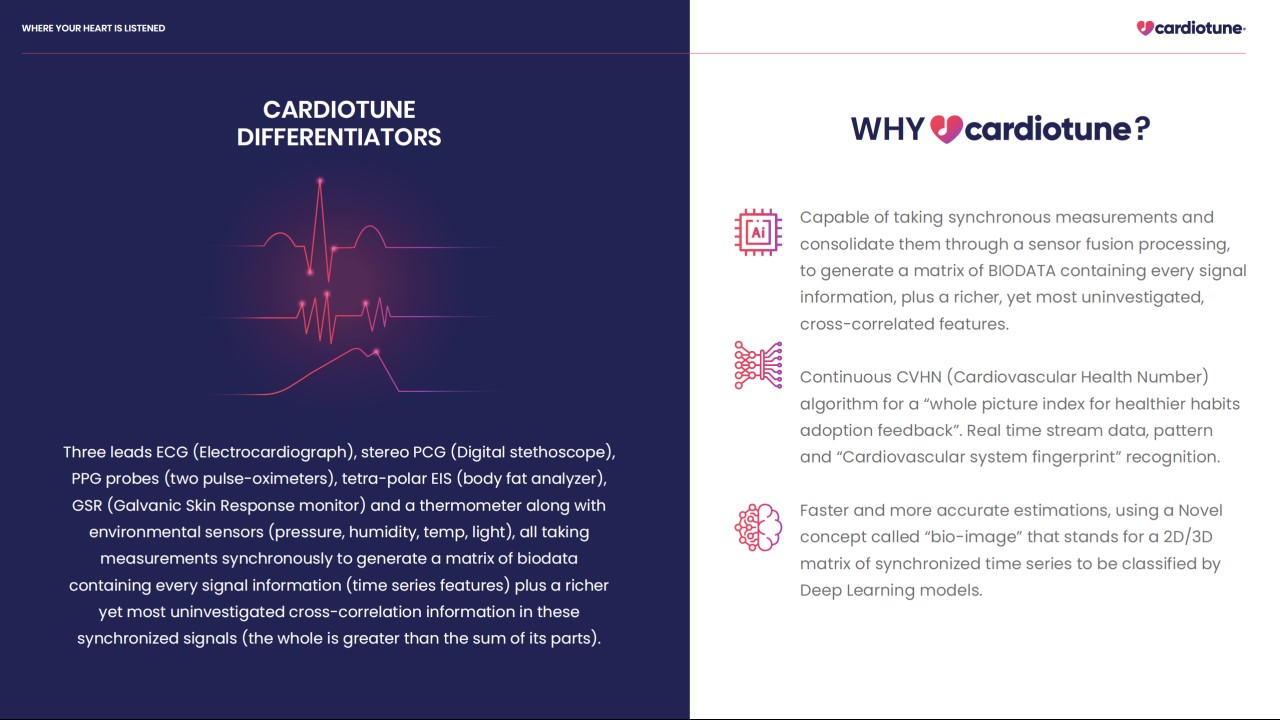 WHERE YOUR HEART IS LISTENED
cardiotune
CARDIOTUNE
DIFFERENTIATORS
Three leads ECG (Electrocardiograph), stereo PCG (Digital stethoscope),
PPG probes (two pulse-oximeters), tetra-polar EIS (body fat analyzer),
GSR (Galvanic Skin Response monitor) and a thermometer along with
environmental sensors (pressure, humidity, temp, light), all taking
measurements synchronously to generate a matrix of biodata
containing every signal information (time series features) plus a richer
yet most uninvestigated cross-correlation information in these
synchronized signals (the whole is greater than the sum of its parts).
WHY cardiotune?
Ai
Capable of taking synchronous measurements and
consolidate them through a sensor fusion processing,
to generate a matrix of BIODATA containing every signal
information, plus a richer, yet most uninvestigated,
cross-correlated features.
Continuous CVHN (Cardiovascular Health Number)
algorithm for a “whole picture index for healthier habits
adoption feedback”. Real time stream data, pattern
and “Cardiovascular system fingerprint” recognition.
Faster and more accurate estimations, using a Novel
concept called “bio-image” that stands for a 2D/3D
matrix of synchronized time series to be classified by
Deep Learning models.